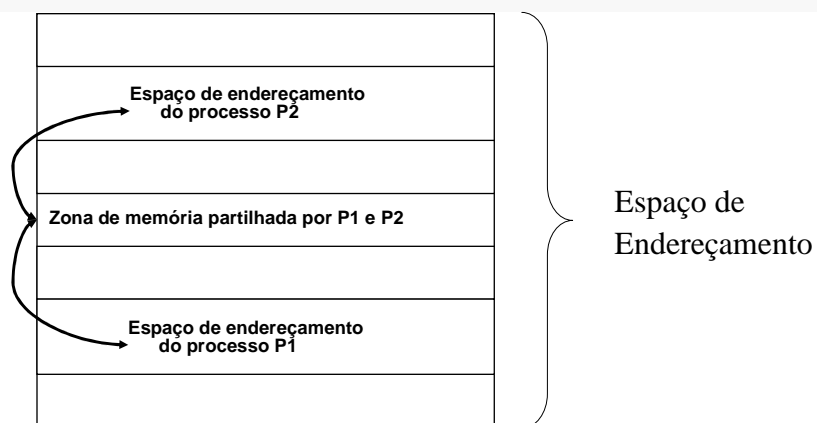 Espaço de endereçamento
do processo P2
Zona de memória partilhada por P1 e P2
Espaço de endereçamento
do processo P1
Espaço de
Endereçamento